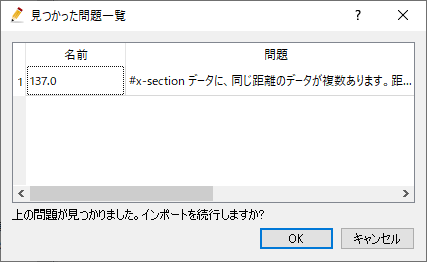 見つかった問題一覧
名前 問題
1 137.0 #x-section データに、同じ距離のデータが複数あります。距...
上の問題が見つかりました。インポートを続行しますか?
OK キャンセル